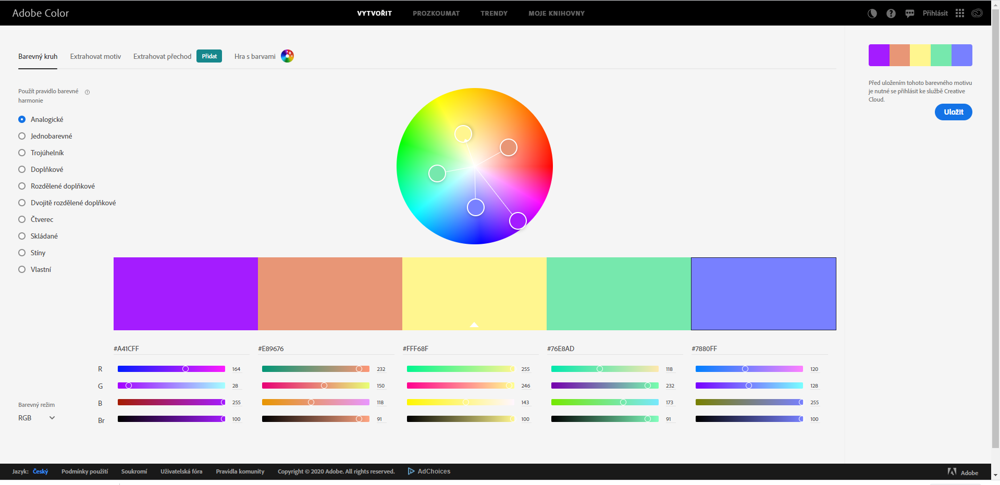 Adobe Color
VYTVOŘIT PROZKOUMAT TRENDY MOJE KNIHOVNY
Přihlásit
Barevný kruh Extrahovat motiv Extrahovat přechod Přidat Hra s barvami
Použít pravidlo barevné
harmonie
Analogické
Jednobarevné
Trojúhelník
Doplňkové
Rozdělené doplňkové
Dvojitě rozdělené doplňkové
Čtverec
Skládané
Stíny
Vlastní
Před uložením tohoto barevného motivu
je nutné se přihlásit ke službě Creative
Cloud.
Uložit
#A41CFF #E89676 #FFF68F #76E8AD #7880FF
R 164 232 255 118 120
G 28 150 246 232 128
B 255 118 143 173 255
Br 100 91 100 91 100
Barevný režim
RGB
Jazyk: Český Podmínky použití Soukromí Uživatelská fóra Pravidla komunity Copyright © 2020 Adobe. All rights reserved. AdChoices Adobe